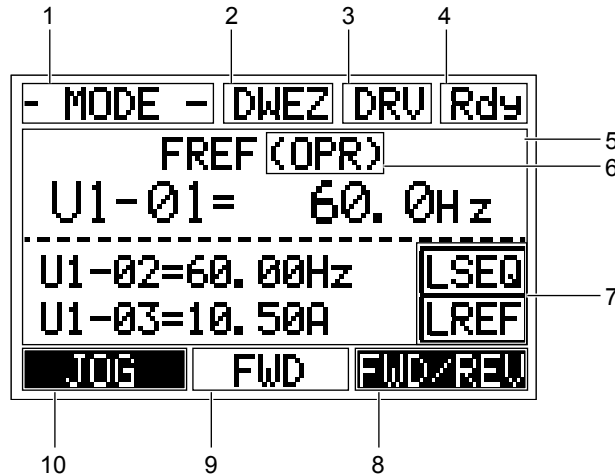 1 2 3 4
- MODE - DWEZ DRV Rdy
5
FREF (OPR)
6
U1-01= 60.0Hz
U1-02=60.00Hz LSEQ
7
U1-03=10.50A LREF
JOG FWD FWD/REV
10 9 8